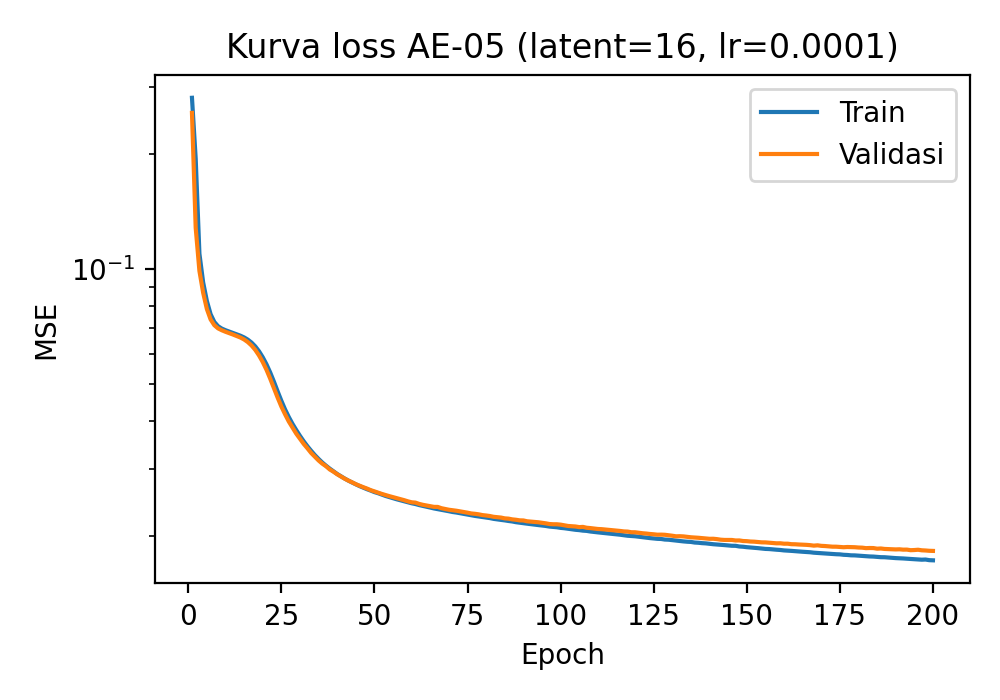 Kurva loss AE-05 (latent=16, lr=0.0001)
Train
Validasi
10⁻¹
MSE
0 25 50 75 100 125 150 175 200
Epoch